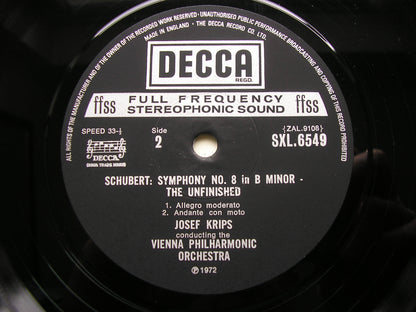 ALL RIGHTS OF THE MANUFACTURER AND OF THE OWNER OF THE RECORDED WORK RESERVED · UNAUTHORISED PUBLIC PERFORMANCE BROADCASTING AND COPYING OF THIS RECORD PROHIBITED
MADE IN ENGLAND · THE DECCA RECORD CO. LTD.
DECCA
REGD.
ffss FULL FREQUENCY ffss
STEREOPHONIC SOUND
SPEED 33-⅓ Side (ZAL.9108)
2 SXL.6549
DECCA
SCHUBERT: SYMPHONY NO. 8 in B MINOR -
THE UNFINISHED
1. Allegro moderato
2. Andante con moto
JOSEF KRIPS
conducting the
VIENNA PHILHARMONIC
ORCHESTRA
Ⓟ 1972